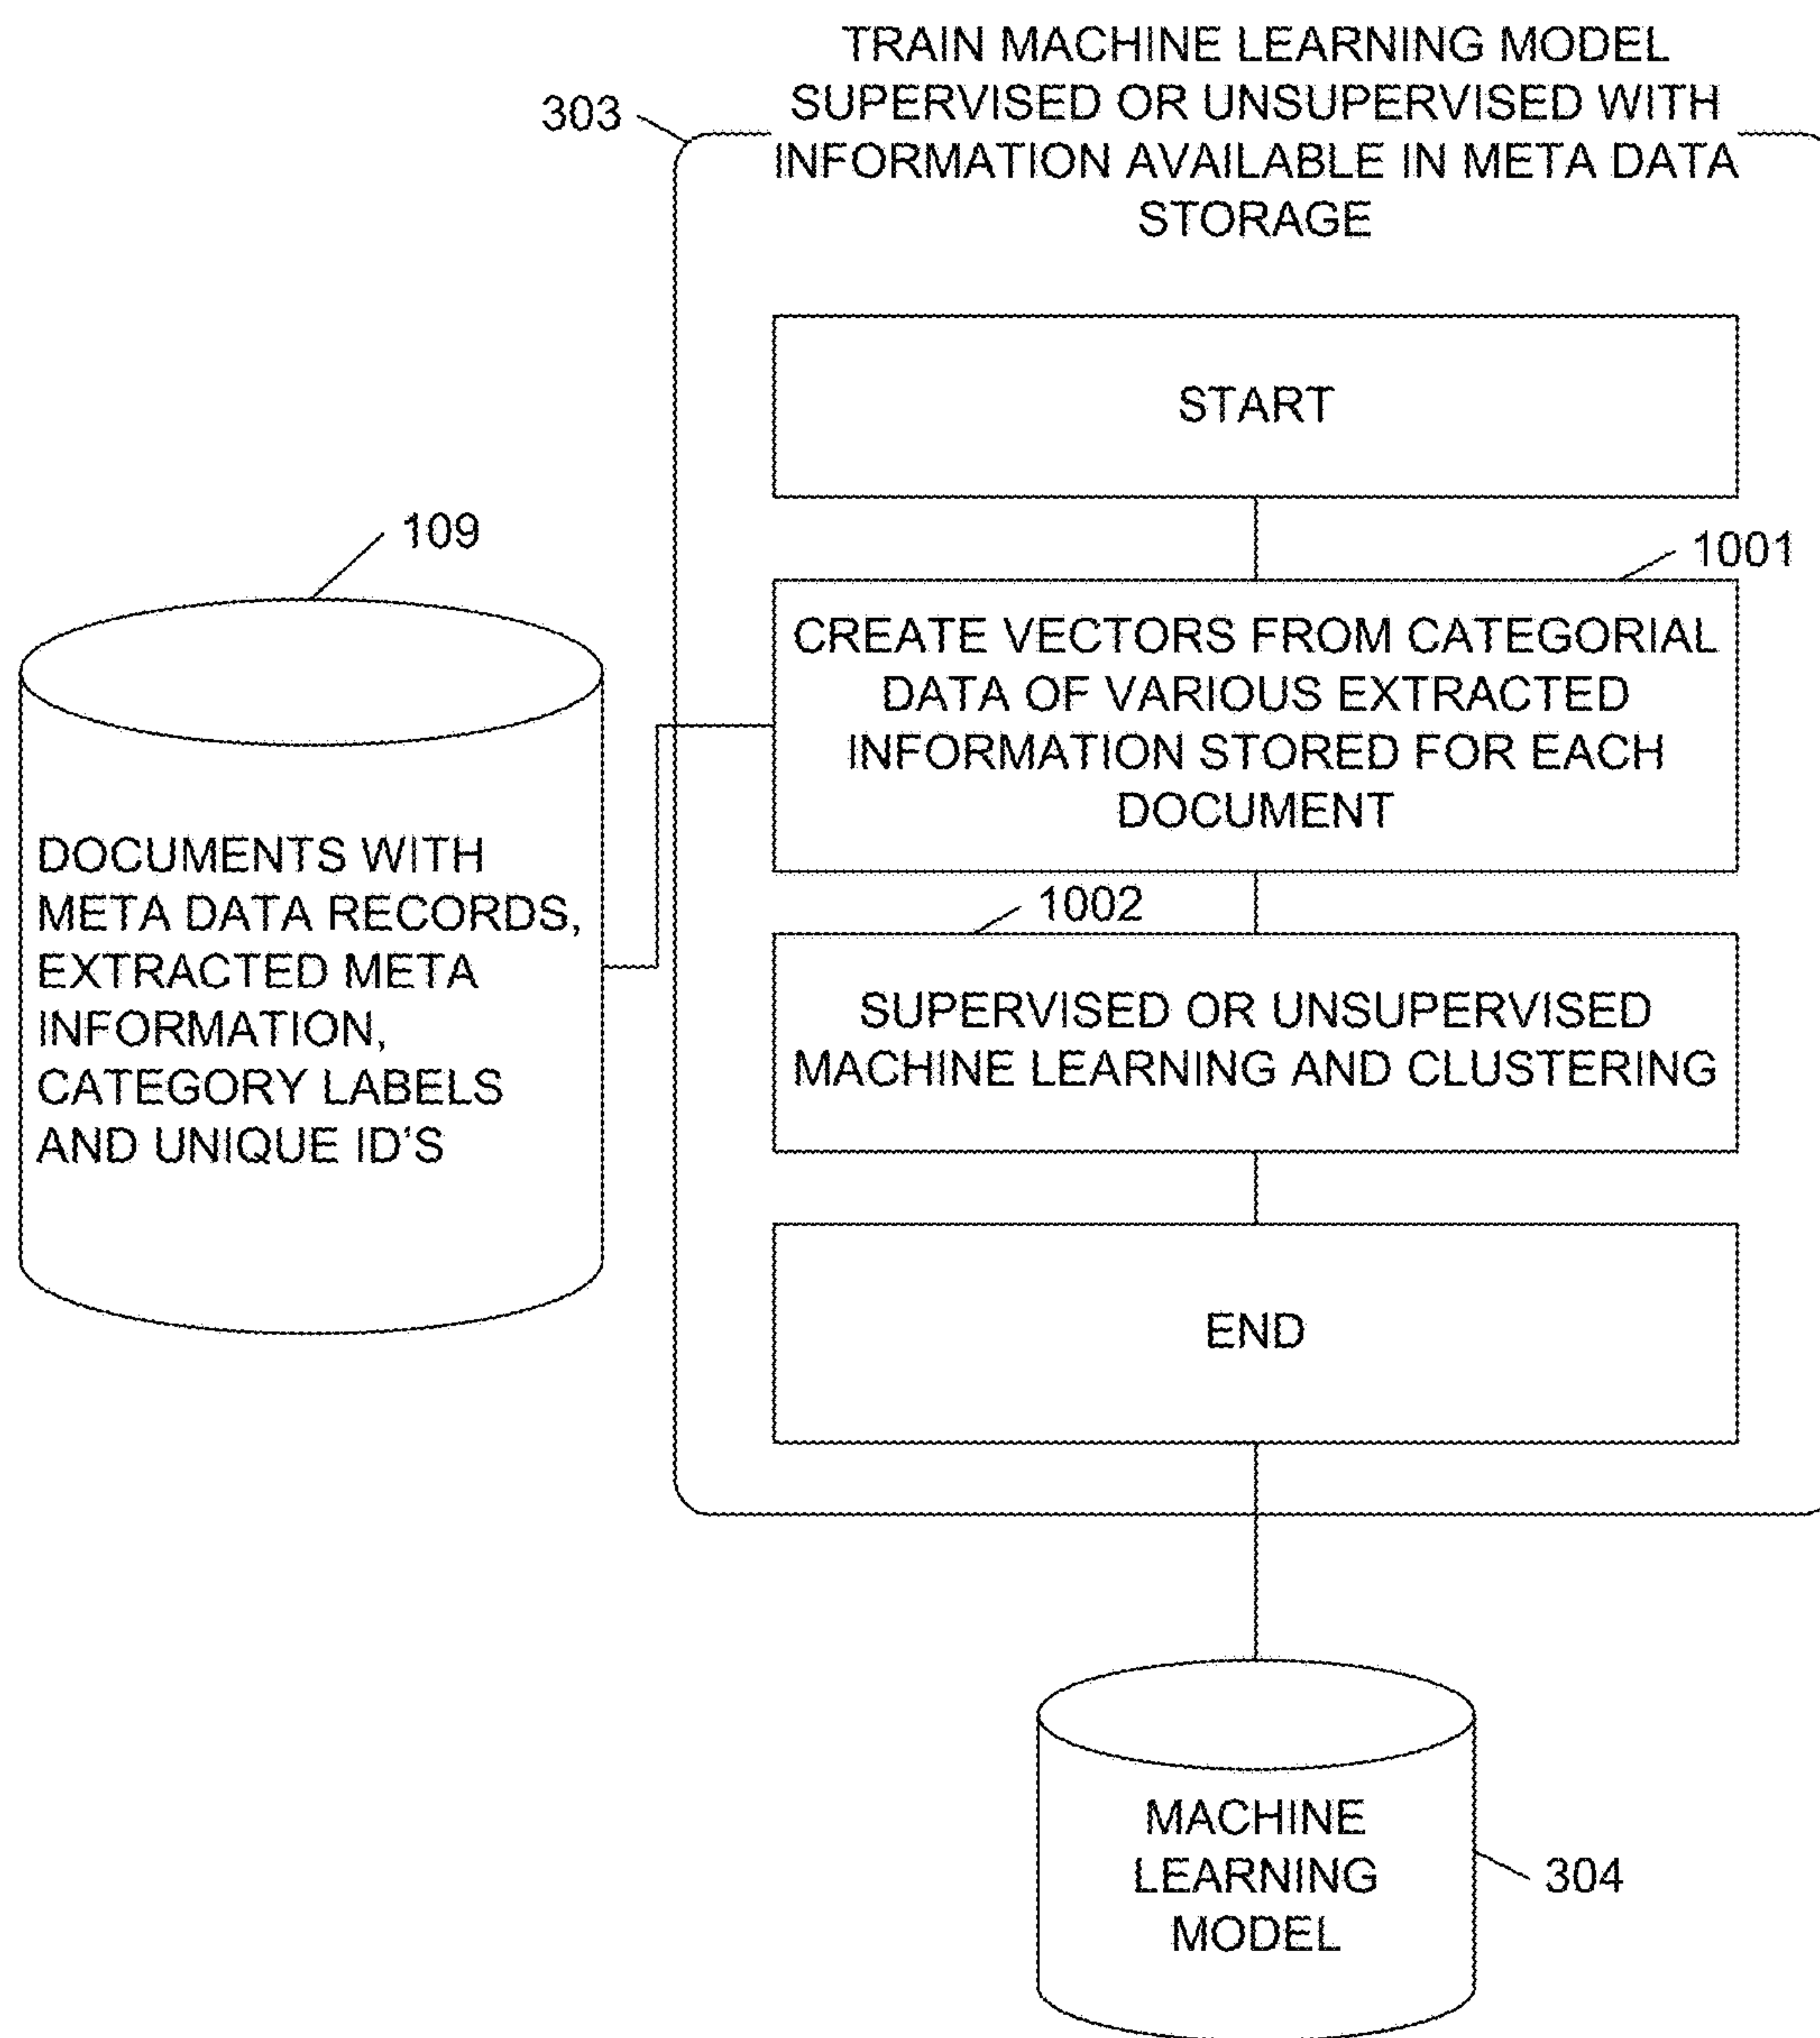 TRAIN MACHINE LEARNING MODEL
SUPERVISED OR UNSUPERVISED WITH
INFORMATION AVAILABLE IN META DATA
STORAGE
303
START
109
1001
CREATE VECTORS FROM CATEGORIAL
DATA OF VARIOUS EXTRACTED
INFORMATION STORED FOR EACH
DOCUMENT
DOCUMENTS WITH
META DATA RECORDS,
EXTRACTED META
INFORMATION,
CATEGORY LABELS
AND UNIQUE ID'S
1002
SUPERVISED OR UNSUPERVISED
MACHINE LEARNING AND CLUSTERING
END
MACHINE
LEARNING
MODEL
304